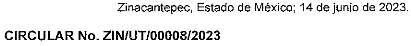 Zinacantepec, Estado de México; 14 de junio de 2023.
CIRCULAR No. ZIN/UT/00008/2023